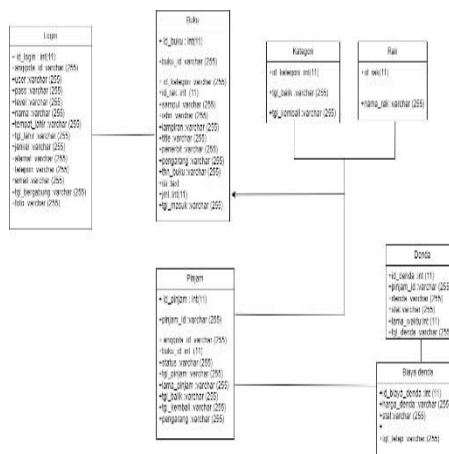 Login
+ id_login : int(11)
+anggota_id varchar (255)
+user:varchar (255)
+pass:varchar (255)
+level:varchar (255)
+nama:varchar (255)
+tempat_lahir:varchar (255)
+tgl_lahir:varchar (255)
+jenkel :varchar (255)
+alamat :varchar (255)
+telepon :varchar (255)
+email:varchar (255)
+tgl_bergabung:varchar (255)
+foto :varchar (255)
Buku
+ id_buku : int(11)
+buku_id :varchar (255)
+id_kategori :varchar (255)
+id_rak: int (11)
+sampul :varchar (255)
+isbn :varchar (255)
+lampiran :varchar (255)
+title :varchar (255)
+penerbit :varchar (255)
+pengarang :varchar (255)
+thn_buku :varchar (255)
+isi :text
+jml :int(11)
+tgl_masuk :varchar (255)
Kategori
+id_kategori :int(11)
+tgl_balik :varchar (255)
+tgl_kembali :varchar (255)
Rak
+id_rak(11)
+nama_rak :varchar (255)
Pinjam
+ id_pinjam : int(11)
+pinjam_id :varchar (255)
+anggota_id :varchar (255)
+buku_id :int (11)
+status :varchar (255)
+tgl_pinjam :varchar (255)
+lama_pinjam :varchar (255)
+tgl_balik :varchar (255)
+tgl_kembali :varchar (255)
+pengarang :varchar (255)
Denda
+id_denda :int (11)
+pinjam_id :varchar (255)
+denda :varchar (255)
+lama_waktu:int (11)
+tgl_denda :varchar (255)
Biaya denda
+id_biaya_denda :int (11)
+harga_denda :varchar (255)
+stat:varchar (255)
+
+tgl_tetap :varchar (255)